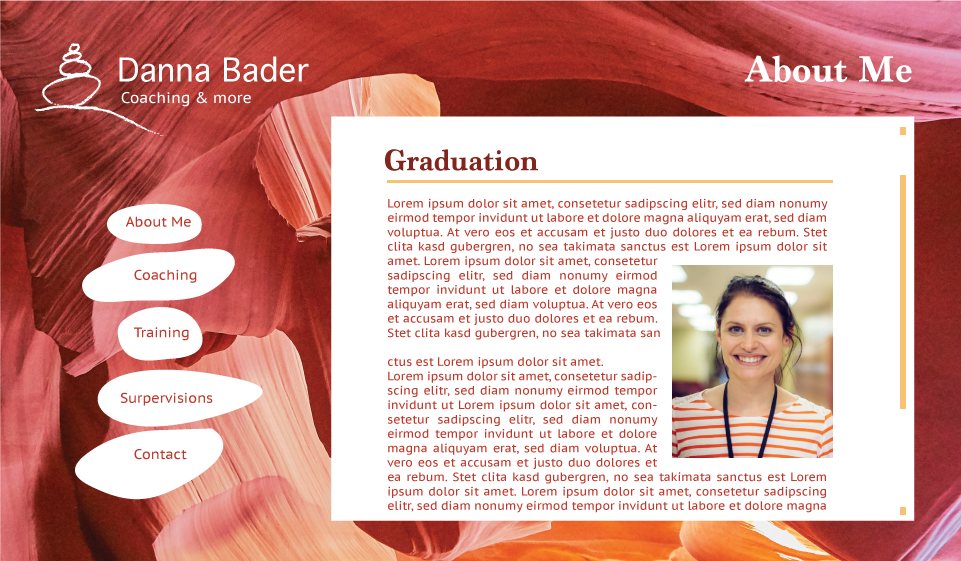 Danna Bader
Coaching & more
About Me
About Me
Coaching
Training
Surpervisions
Contact
Graduation
Lorem ipsum dolor sit amet, consetetur sadipscing elitr, sed diam nonumy
eirmod tempor invidunt ut labore et dolore magna aliquyam erat, sed diam
voluptua. At vero eos et accusam et justo duo dolores et ea rebum. Stet
clita kasd gubergren, no sea takimata sanctus est Lorem ipsum dolor sit
amet. Lorem ipsum dolor sit amet, consetetur
sadipscing elitr, sed diam nonumy eirmod
tempor invidunt ut labore et dolore magna
aliquyam erat, sed diam voluptua. At vero eos
et accusam et justo duo dolores et ea rebum.
Stet clita kasd gubergren, no sea takimata san
ctus est Lorem ipsum dolor sit amet.
Lorem ipsum dolor sit amet, consetetur sadip-
scing elitr, sed diam nonumy eirmod tempor
invidunt ut Lorem ipsum dolor sit amet, con-
setetur sadipscing elitr, sed diam nonumy
eirmod tempor invidunt ut labore et dolore
magna aliquyam erat, sed diam voluptua. At
vero eos et accusam et justo duo dolores et
ea rebum. Stet clita kasd gubergren, no sea takimata sanctus est Lorem
ipsum dolor sit amet. Lorem ipsum dolor sit amet, consetetur sadipscing
elitr, sed diam nonumy eirmod tempor invidunt ut labore et dolore magna